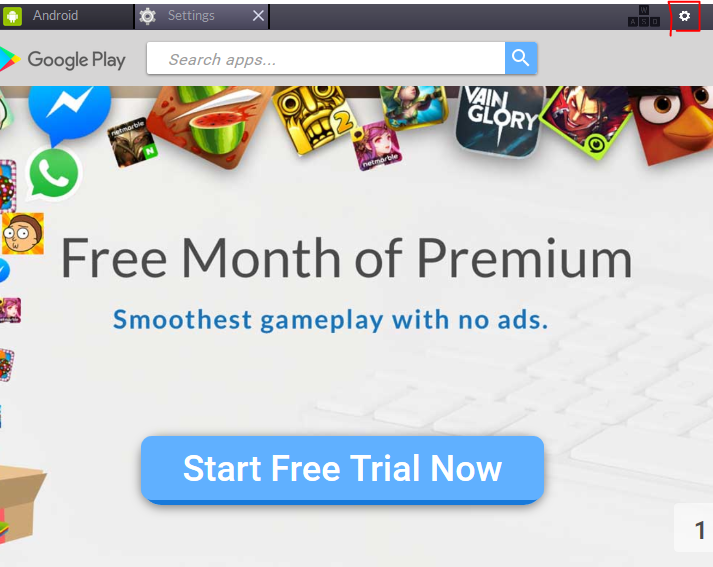 Android
Settings
W
A S D
Google Play
Search apps...
netmarble
N
2
VAIN
GLORY
netmarble
Free Month of Premium
Smoothest gameplay with no ads.
Start Free Trial Now
1